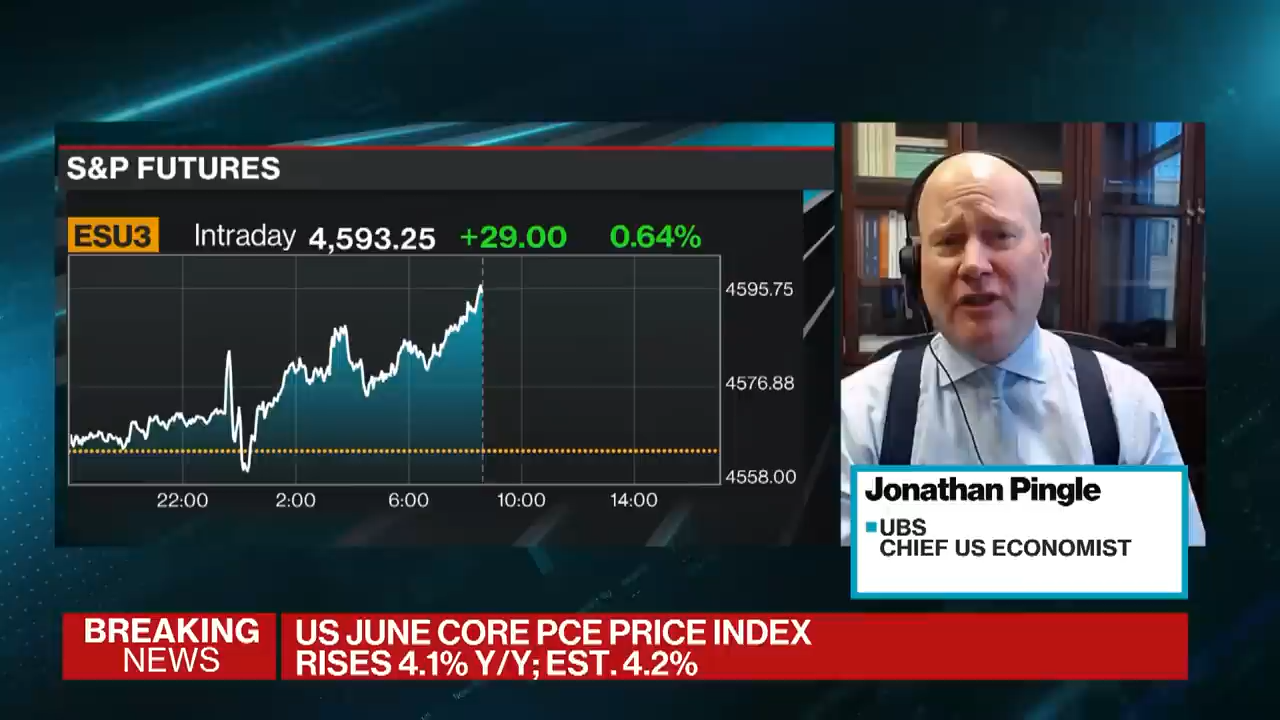 S&P FUTURES
ESU3 Intraday 4,593.25 +29.00 0.64%
4595.75
4576.88
4558.00
22:00 2:00 6:00 10:00 14:00
Jonathan Pingle
UBS
CHIEF US ECONOMIST
BREAKING NEWS
US JUNE CORE PCE PRICE INDEX
RISES 4.1% Y/Y; EST. 4.2%